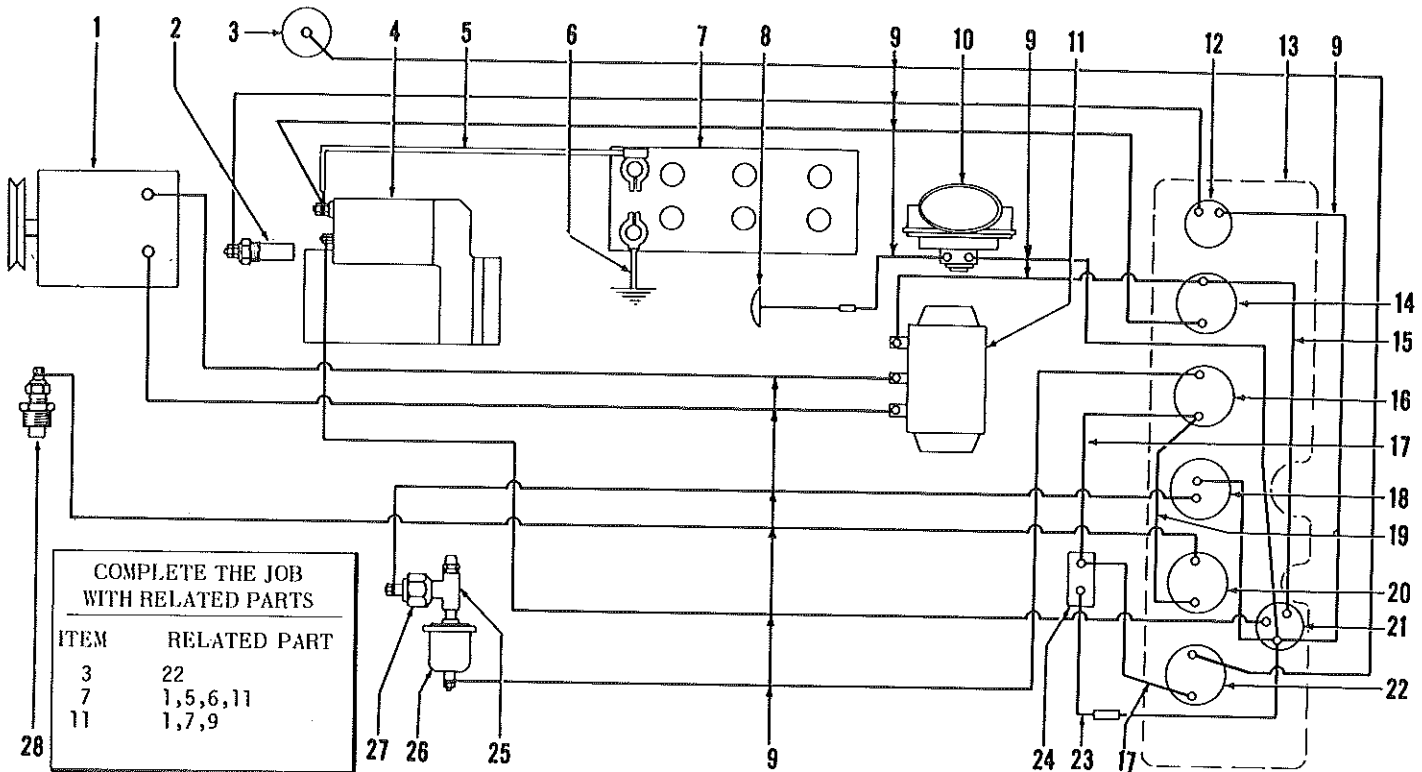 1 2 3 4 5 6 7 8 9 10 9 11 12 13 9
14
15
16
17
18
19
20
21
22
COMPLETE THE JOB
WITH RELATED PARTS
ITEM RELATED PART
3 22
7 1,5,6,11
11 1,7,9
28 27 26 25 9 24 23 17